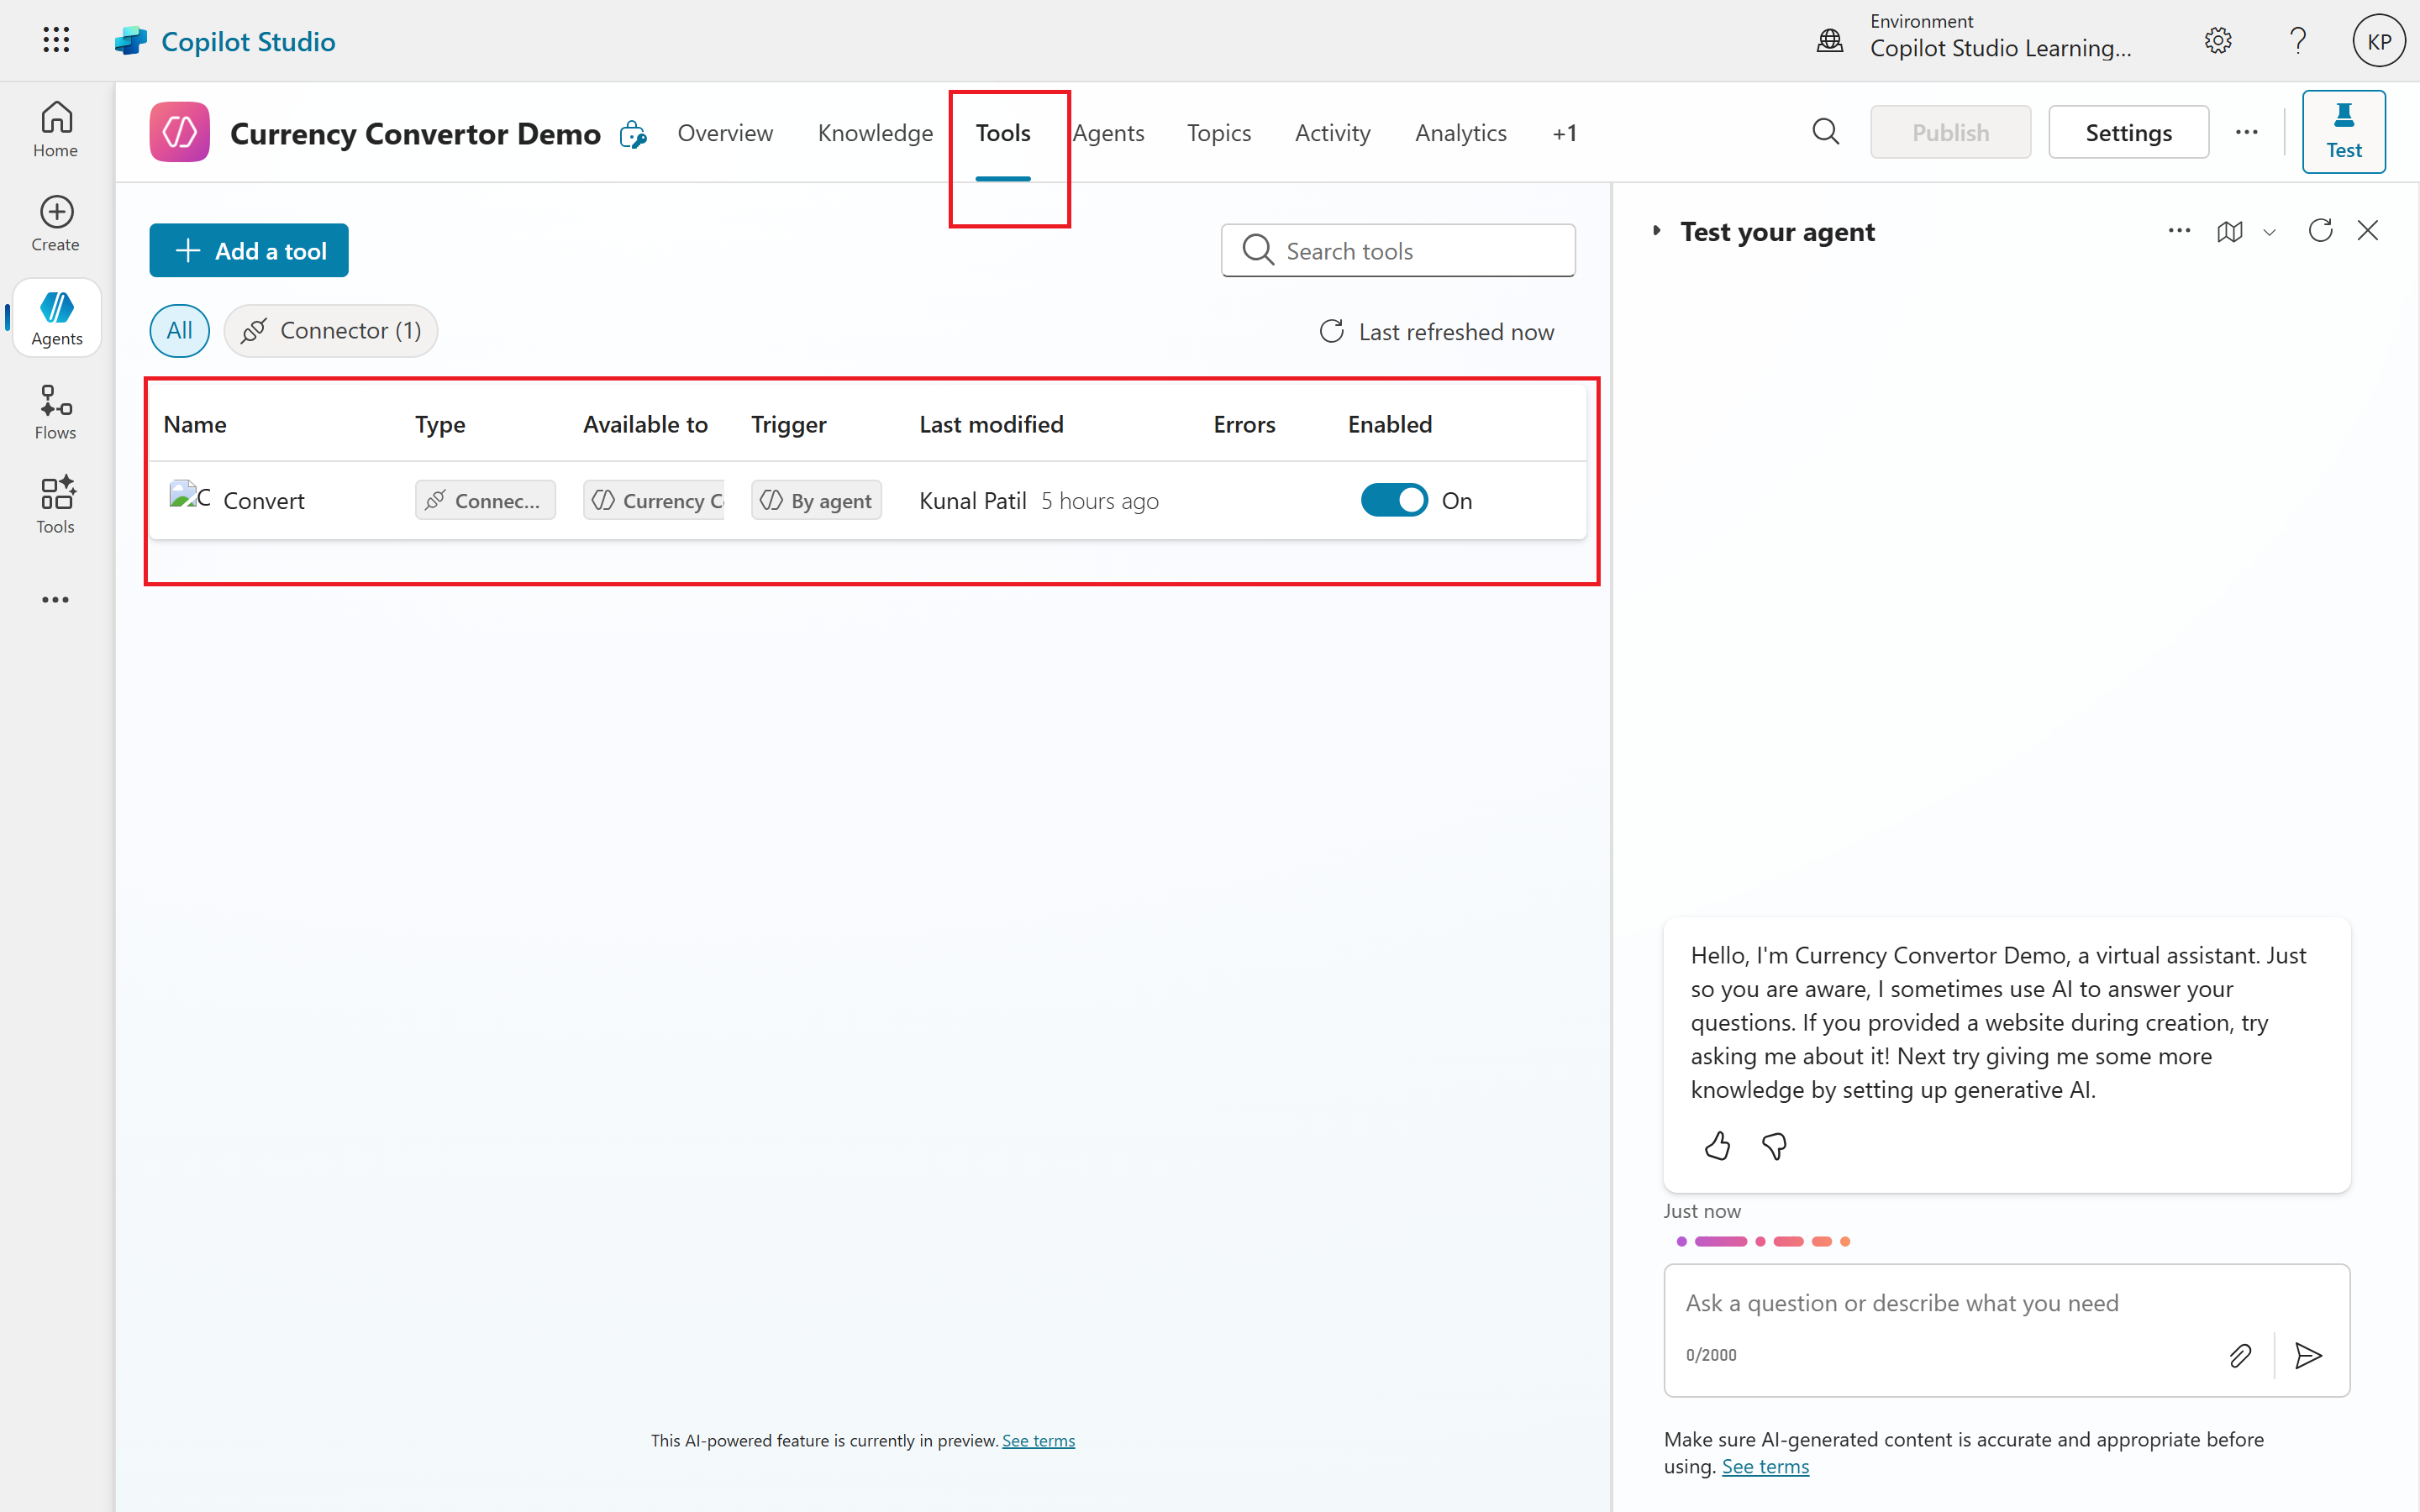 Copilot Studio
Environment
Copilot Studio Learning...
KP
Home
Create
Agents
Flows
Tools
Currency Convertor Demo
Overview
Knowledge
Tools
Agents
Topics
Activity
Analytics
+1
Publish
Settings
Test
Add a tool
Search tools
All
Connector (1)
Last refreshed now
Name Type Available to Trigger Last modified Errors Enabled
C Convert Connec... Currency Co By agent Kunal Patil 5 hours ago On
This AI-powered feature is currently in preview. See terms
Test your agent
Hello, I'm Currency Convertor Demo, a virtual assistant. Just
so you are aware, I sometimes use AI to answer your
questions. If you provided a website during creation, try
asking me about it! Next try giving me some more
knowledge by setting up generative AI.
Just now
Ask a question or describe what you need
0/2000
Make sure AI-generated content is accurate and appropriate before
using. See terms